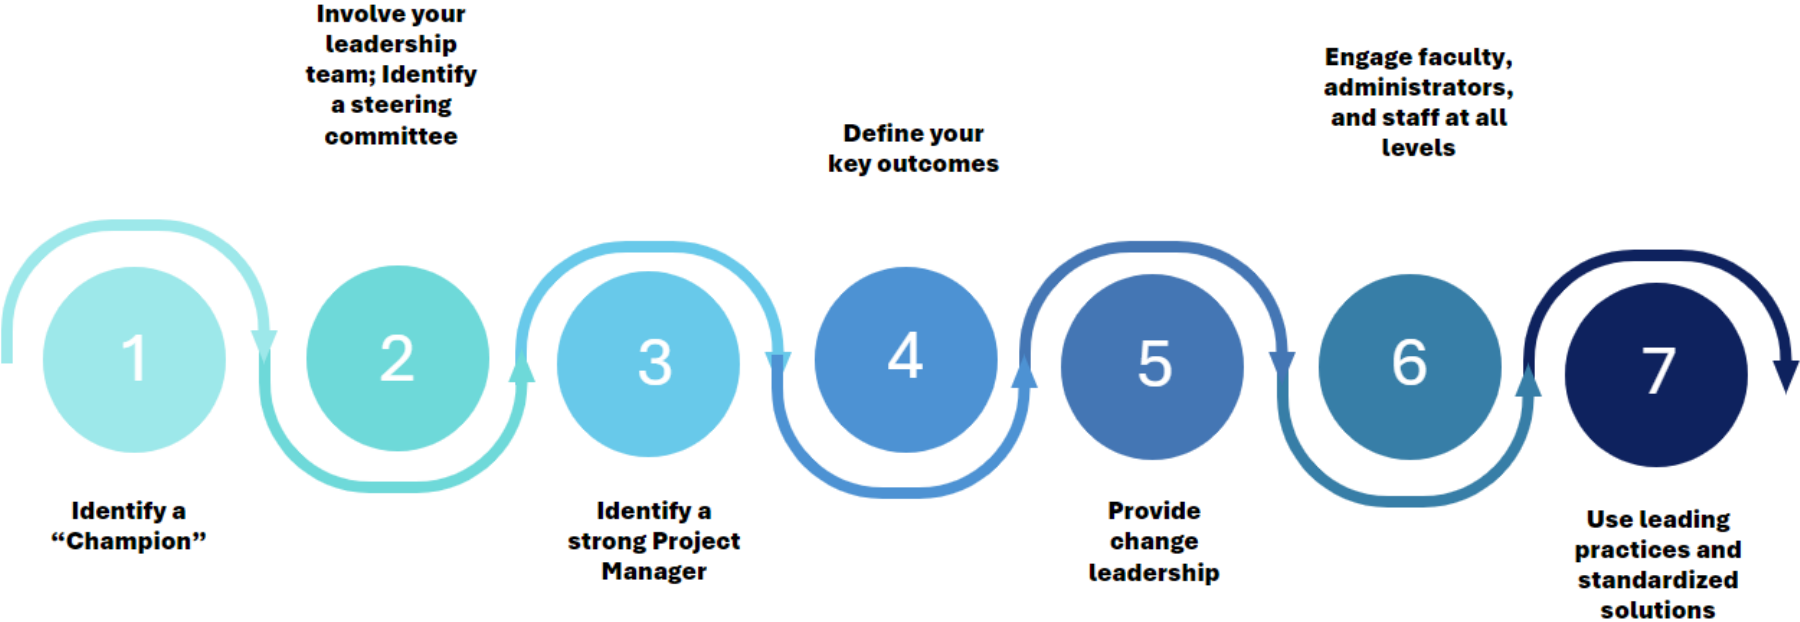 1
Identify a
“Champion”
Involve your
leadership
team; Identify
a steering
committee
2
3
Identify a
strong Project
Manager
Define your
key outcomes
4
5
Provide
change
leadership
Engage faculty,
administrators,
and staff at all
levels
6
7
Use leading
practices and
standardized
solutions